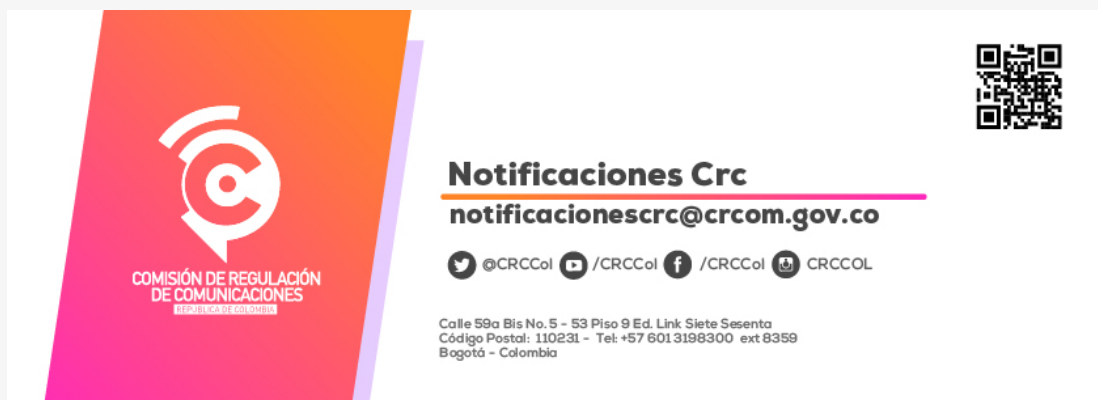 COMISIÓN DE REGULACIÓN
DE COMUNICACIONES
REPÚBLICA DE COLOMBIA
Notificaciones Crc
notificacionescrc@crcom.gov.co
@CRCCol /CRCCol /CRCCol CRCCOL
Calle 59a Bis No. 5 - 53 Piso 9 Ed. Link Siete Sesenta
Código Postal: 110231 - Tel: +57 601 3198300 ext 8359
Bogotá - Colombia